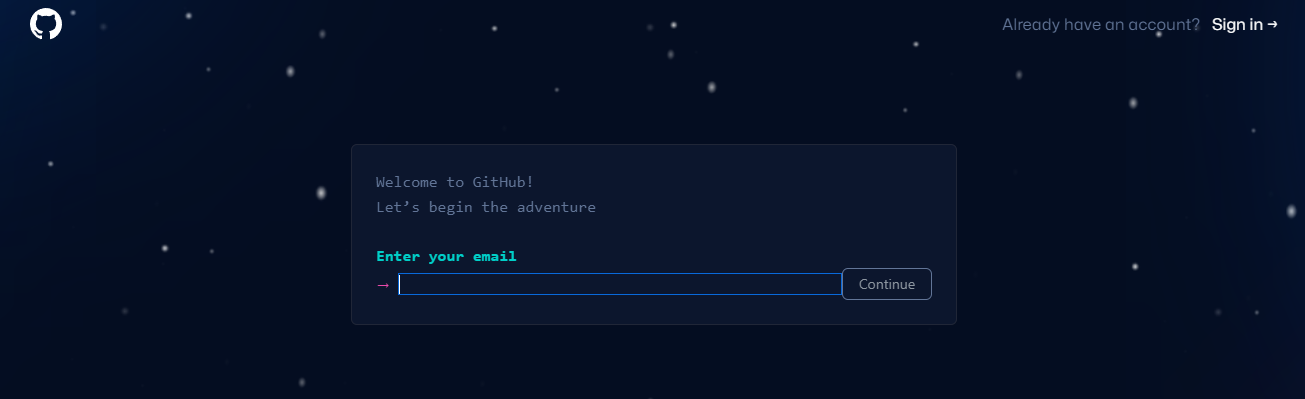 Already have an account? Sign in →
Welcome to GitHub!
Let’s begin the adventure
Enter your email
→
Continue